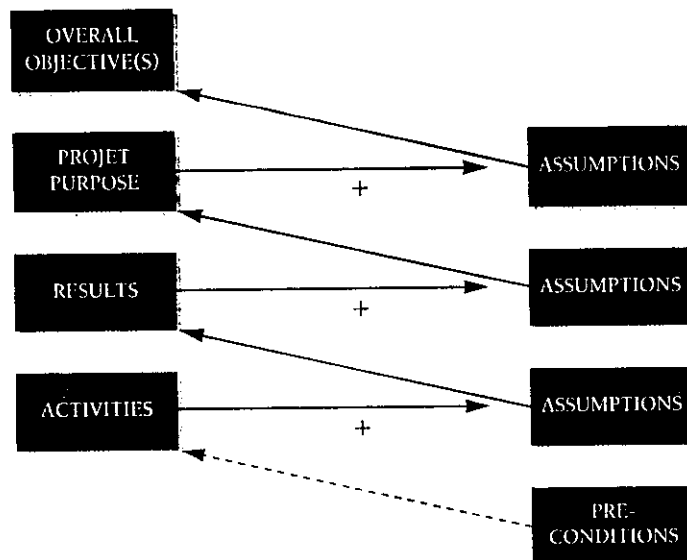 OVERALL
OBJECTIVE(S)
PROJET
PURPOSE
+
ASSUMPTIONS
RESULTS
+
ASSUMPTIONS
ACTIVITIES
+
ASSUMPTIONS
PRE-
CONDITIONS